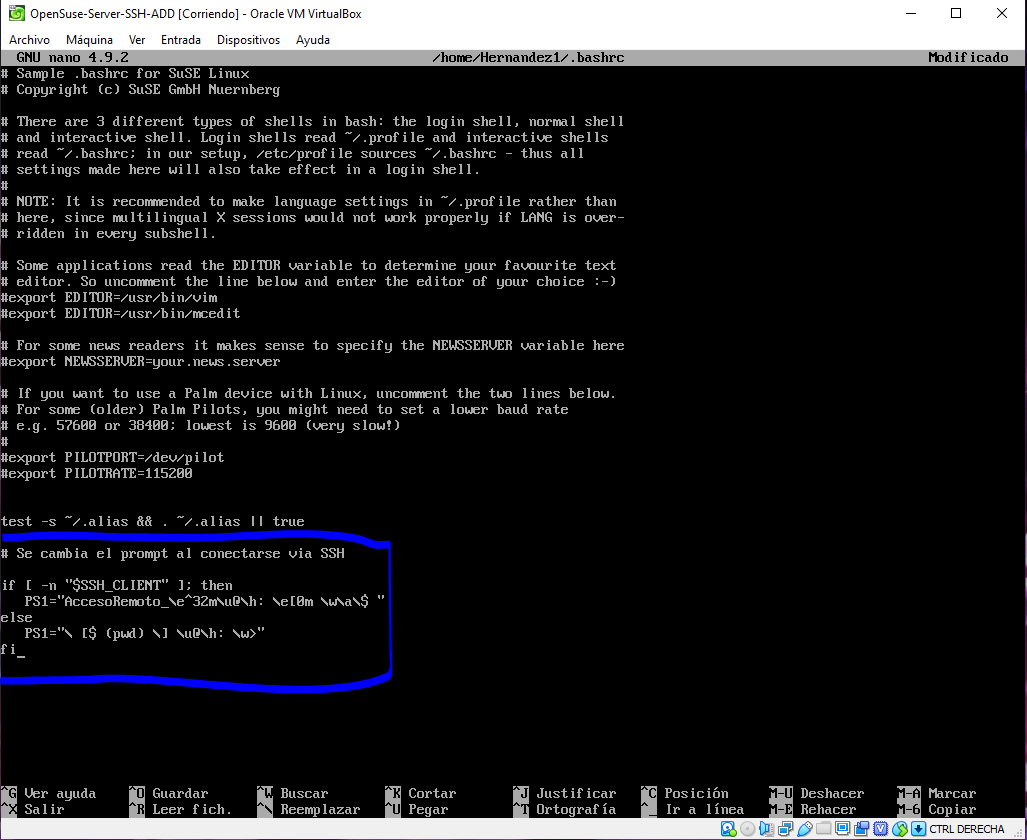 OpenSuse-Server-SSH-ADD [Corriendo] - Oracle VM VirtualBox
Archivo Máquina Ver Entrada Dispositivos Ayuda
GNU nano 4.9.2 /home/Hernandez1/.bashrc Modificado
# Sample .bashrc for SuSE Linux
# Copyright (c) SuSE GmbH Nuernberg

# There are 3 different types of shells in bash: the login shell, normal shell
# and interactive shell. Login shells read ~/.profile and interactive shells
# read ~/.bashrc; in our setup, /etc/profile sources ~/.bashrc - thus all
# settings made here will also take effect in a login shell.
#
# NOTE: It is recommended to make language settings in ~/.profile rather than
# here, since multilingual X sessions would not work properly if LANG is over-
# ridden in every subshell.

# Some applications read the EDITOR variable to determine your favourite text
# editor. So uncomment the line below and enter the editor of your choice :-)
#export EDITOR=/usr/bin/vim
#export EDITOR=/usr/bin/mcedit

# For some news readers it makes sense to specify the NEWSSERVER variable here
#export NEWSSERVER=your.news.server

# If you want to use a Palm device with Linux, uncomment the two lines below.
# For some (older) Palm Pilots, you might need to set a lower baud rate
# e.g. 57600 or 38400; lowest is 9600 (very slow!)
#
#export PILOTPORT=/dev/pilot
#export PILOTRATE=115200

test -s ~/.alias && . ~/.alias || true

# Se cambia el prompt al conectarse via SSH

if [ -n "$SSH_CLIENT" ]; then
PS1="AccesoRemoto_\e^32m\u@\h: \e[0m \w\a\$ "
else
PS1="\ [$ (pwd) \] \u@\h: \w>"
fi_
^G Ver ayuda ^O Guardar ^W Buscar ^K Cortar ^J Justificar ^C Posición M-U Deshacer M-A Marcar
^X Salir ^R Leer fich. ^\ Reemplazar ^U Pegar ^T Ortografía ^_ Ir a línea M-E Rehacer M-6 Copiar
CTRL DERECHA